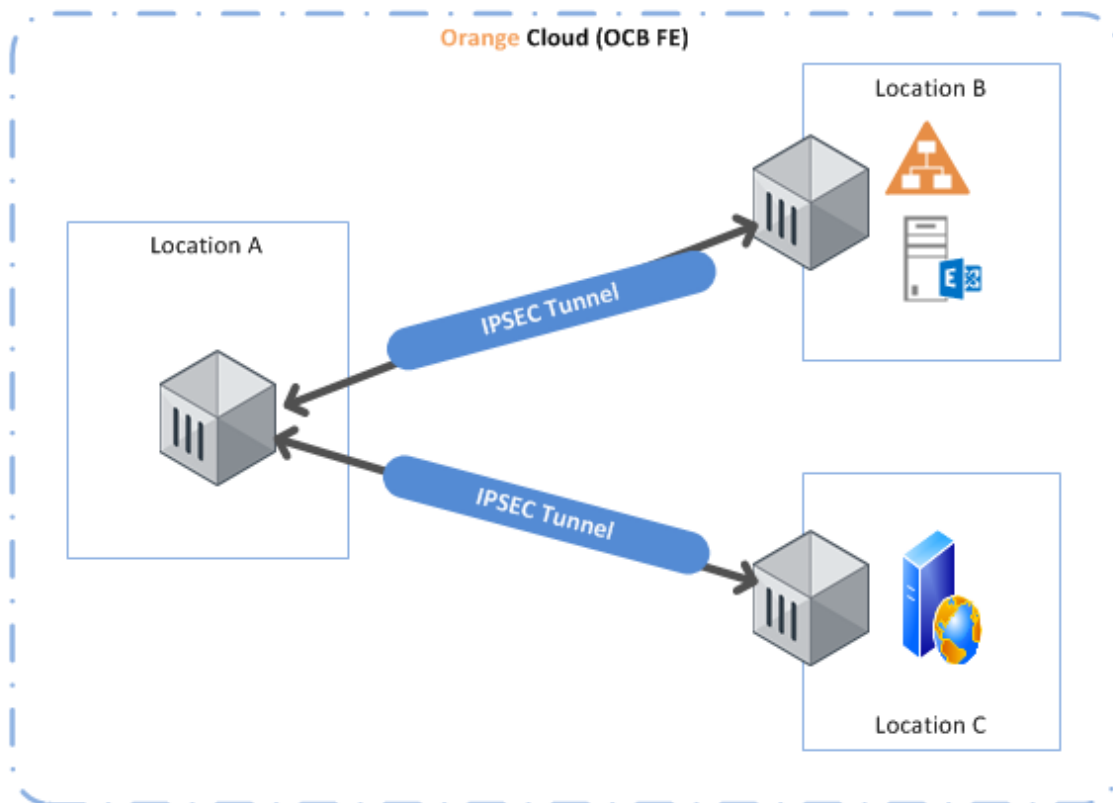 Orange Cloud (OCB FE)
Location B
Location A
E
IPSEC Tunnel
IPSEC Tunnel
Location C